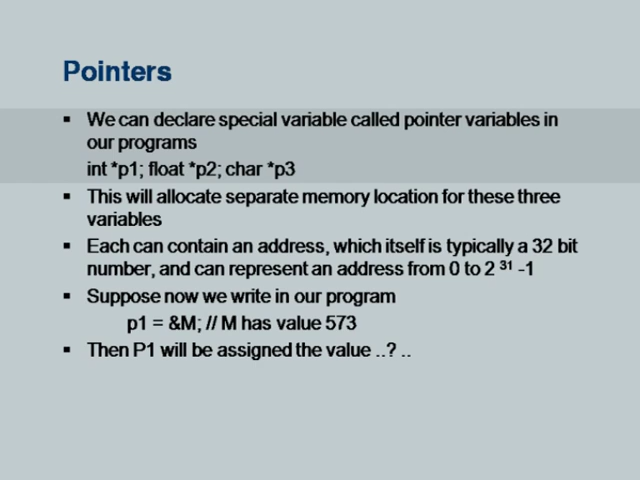 Pointers
▪ We can declare special variable called pointer variables in
our programs
int *p1; float *p2; char *p3
▪ This will allocate separate memory location for these three
variables
▪ Each can contain an address, which itself is typically a 32 bit
number, and can represent an address from 0 to 2 ³¹ -1
▪ Suppose now we write in our program
p1 = &M; // M has value 573
▪ Then P1 will be assigned the value ..? ..